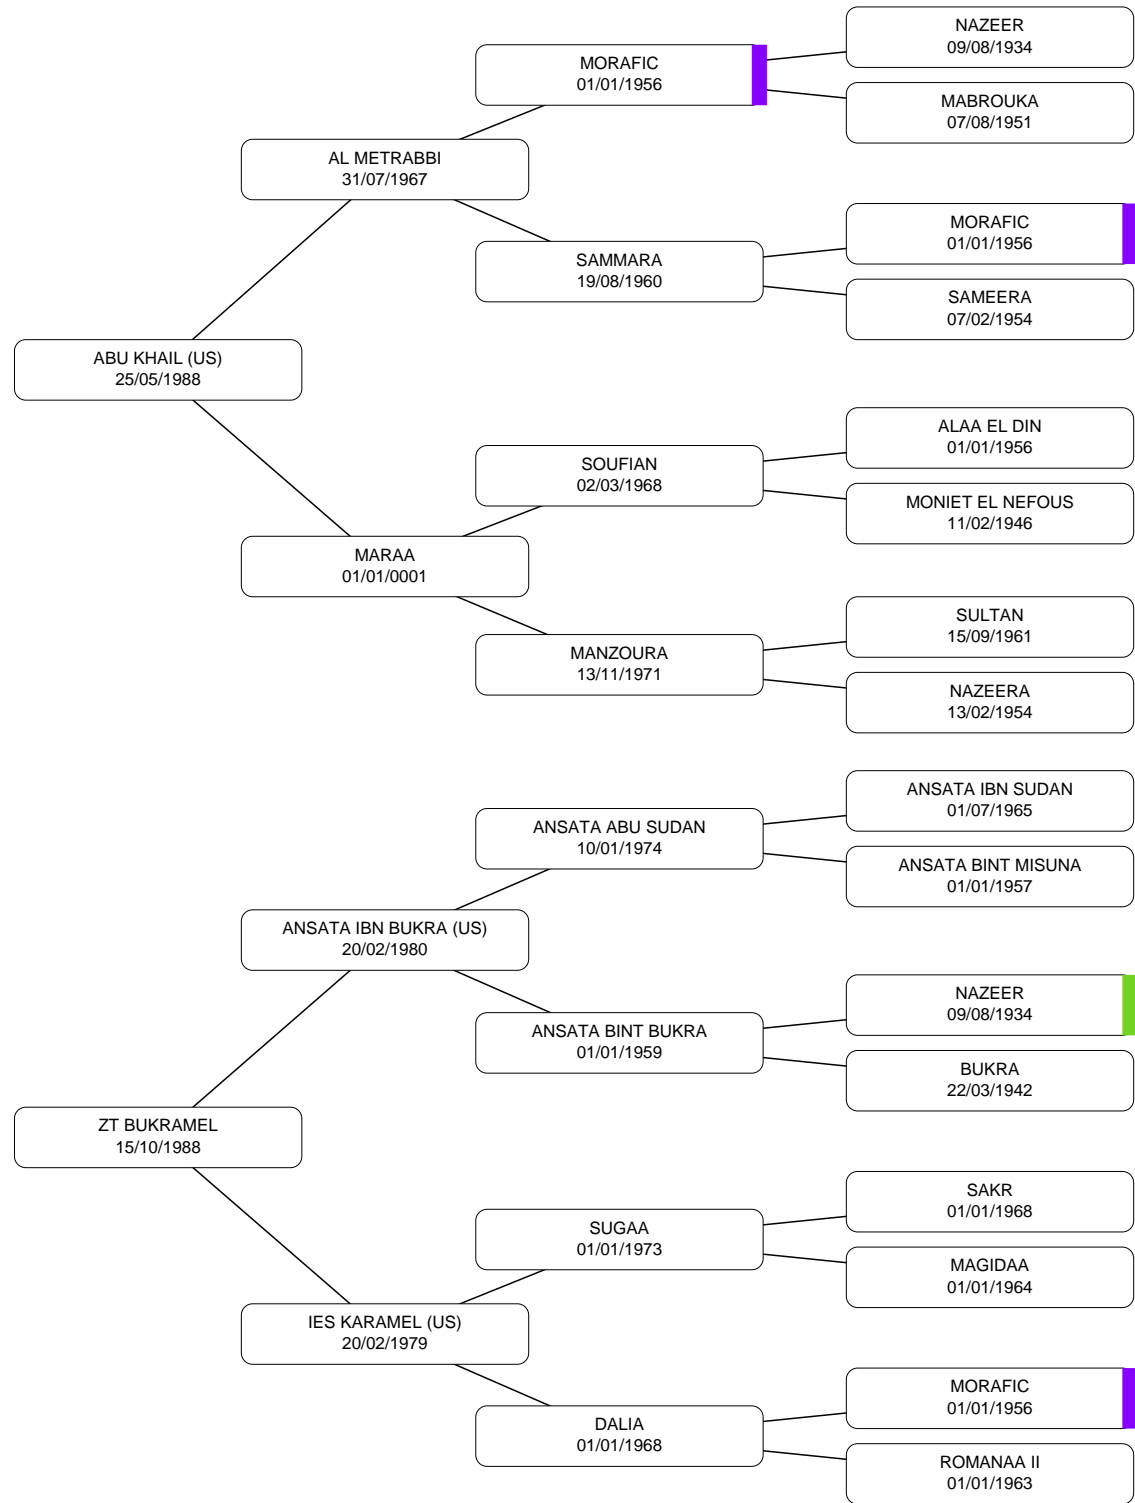 NAZEER
09/08/1934
MORAFIC
01/01/1956
MABROUKA
07/08/1951
AL METRABBI
31/07/1967
MORAFIC
01/01/1956
SAMMARA
19/08/1960
SAMEERA
07/02/1954
ABU KHAIL (US)
25/05/1988
ALAA EL DIN
01/01/1956
SOUFIAN
02/03/1968
MONIET EL NEFOUS
11/02/1946
MARAA
01/01/0001
SULTAN
15/09/1961
MANZOURA
13/11/1971
NAZEERA
13/02/1954
ANSATA IBN SUDAN
01/07/1965
ANSATA ABU SUDAN
10/01/1974
ANSATA BINT MISUNA
01/01/1957
ANSATA IBN BUKRA (US)
20/02/1980
NAZEER
09/08/1934
ANSATA BINT BUKRA
01/01/1959
BUKRA
22/03/1942
ZT BUKRAMEL
15/10/1988
SAKR
01/01/1968
SUGAA
01/01/1973
MAGIDAA
01/01/1964
IES KARAMEL (US)
20/02/1979
MORAFIC
01/01/1956
DALIA
01/01/1968
ROMANAA II
01/01/1963